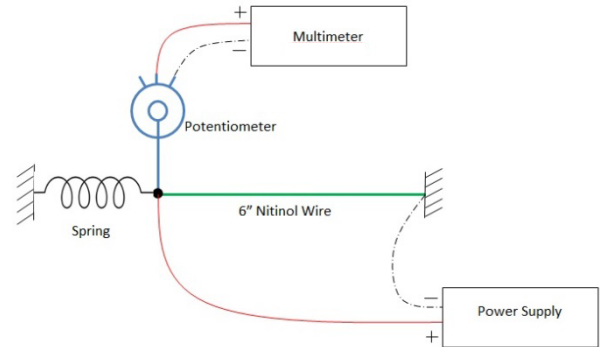 +
Multimeter
—
Potentiometer
6” Nitinol Wire
Spring
—
Power Supply
+